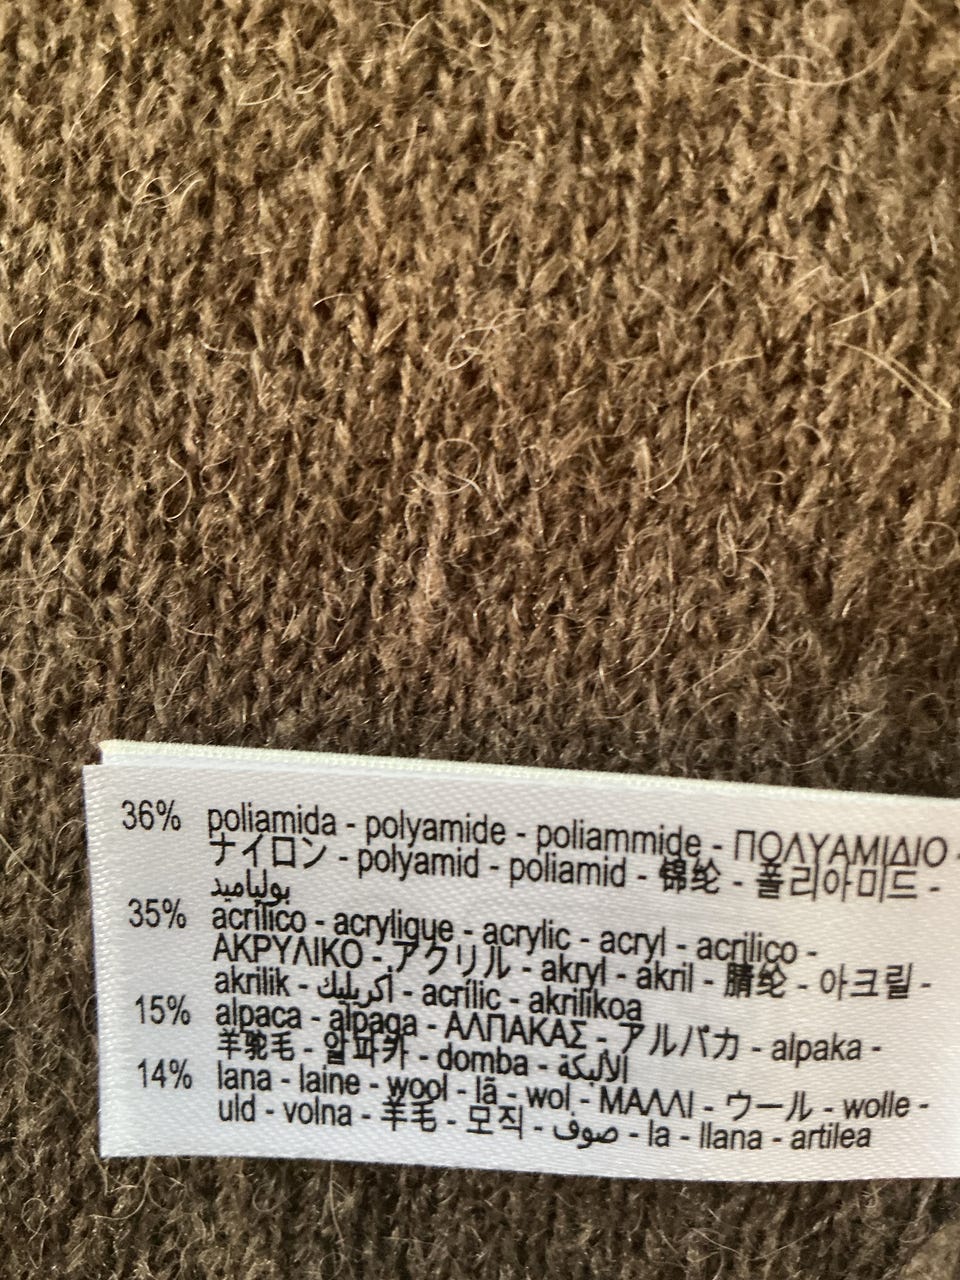 36% poliamida - polyamide - poliammide - ΠΟΛΥΑΜΙΔΙΟ -
ナイロン - polyamid - poliamid - 锦纶 - 폴리아미드 -
بولياميد
35% acrílico - acrylique - acrylic - acryl - acrilico -
ΑΚΡΥΛΙΚΟ - アクリル - akryl - akril - 腈纶 - 아크릴 -
akrilik - أكريليك - acrílic - akrilikoa
15% alpaca - alpaga - ΑΛΠΑΚΑΣ - アルパカ - alpaka -
羊驼毛 - 알파카 - domba - الألبكة
14% lana - laine - wool - lã - wol - ΜΑΛΛΙ - ウール - wolle -
uld - volna - 羊毛 - 모직 - صوف - la - llana - artilea